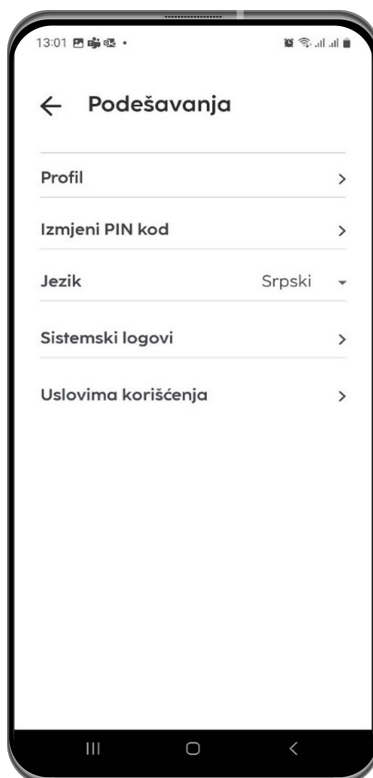 13:01
Podešavanja
Profil
Izmjeni PIN kod
Jezik Srpski
Sistemski logovi
Uslovima korišćenja